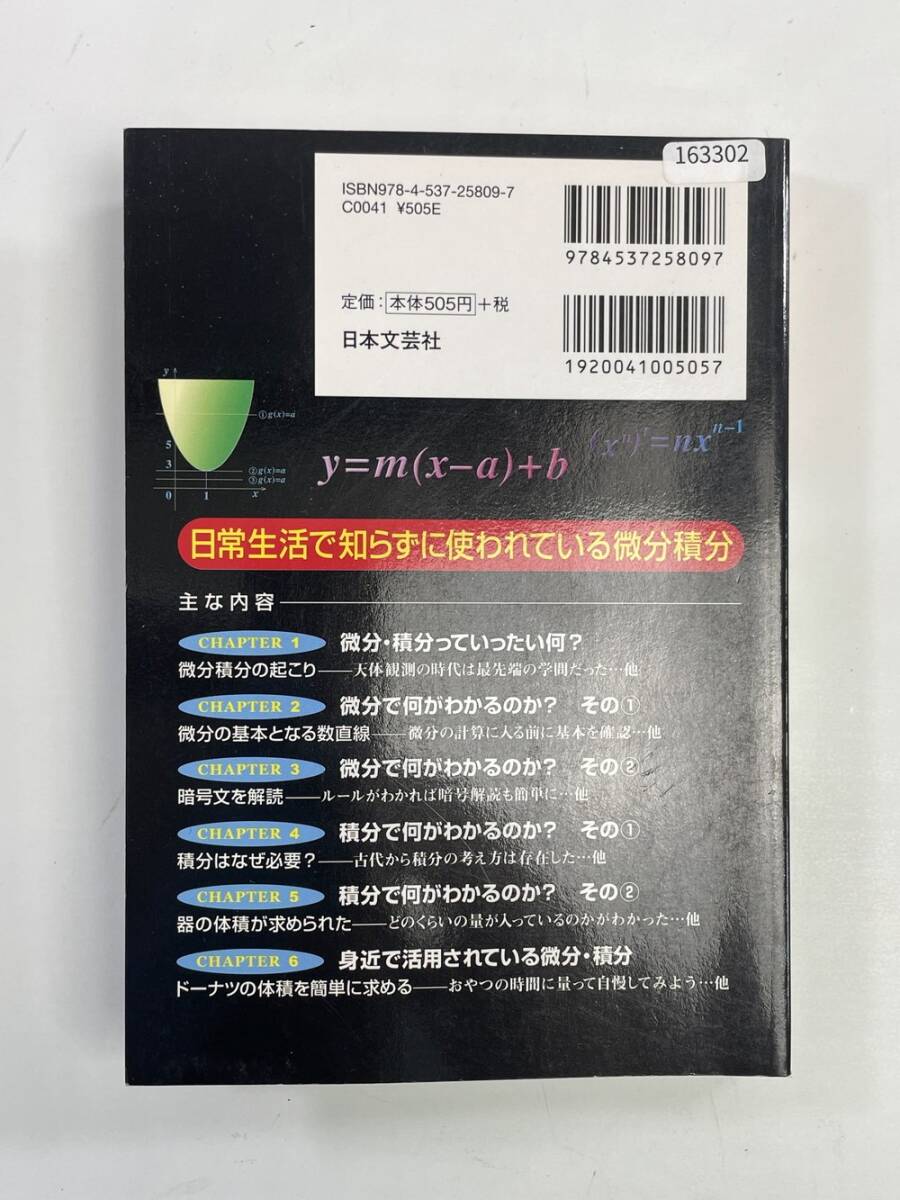 163302
ISBN978-4-537-25809-7
C0041 ¥505E
9784537258097
定価：本体505円＋税
日本文芸社
1920041005057
y
①g(x)=a
5
3
②g(x)=a
③g(x)=a
0 1 x
y=m(x-a)+b
(xⁿ)'=nxⁿ⁻¹
日常生活で知らずに使われている微分積分
主な内容
CHAPTER 1 微分・積分っていったい何？
微分積分の起こり——天体観測の時代は最先端の学問だった…他
CHAPTER 2 微分で何がわかるのか？ その①
微分の基本となる数直線——微分の計算に入る前に基本を確認…他
CHAPTER 3 微分で何がわかるのか？ その②
暗号文を解読——ルールがわかれば暗号解読も簡単に…他
CHAPTER 4 積分で何がわかるのか？ その①
積分はなぜ必要？——古代から積分の考え方は存在した…他
CHAPTER 5 積分で何がわかるのか？ その②
器の体積が求められた——どのくらいの量が入っているのかがわかった…他
CHAPTER 6 身近で活用されている微分・積分
ドーナツの体積を簡単に求める——おやつの時間に量って自慢してみよう…他